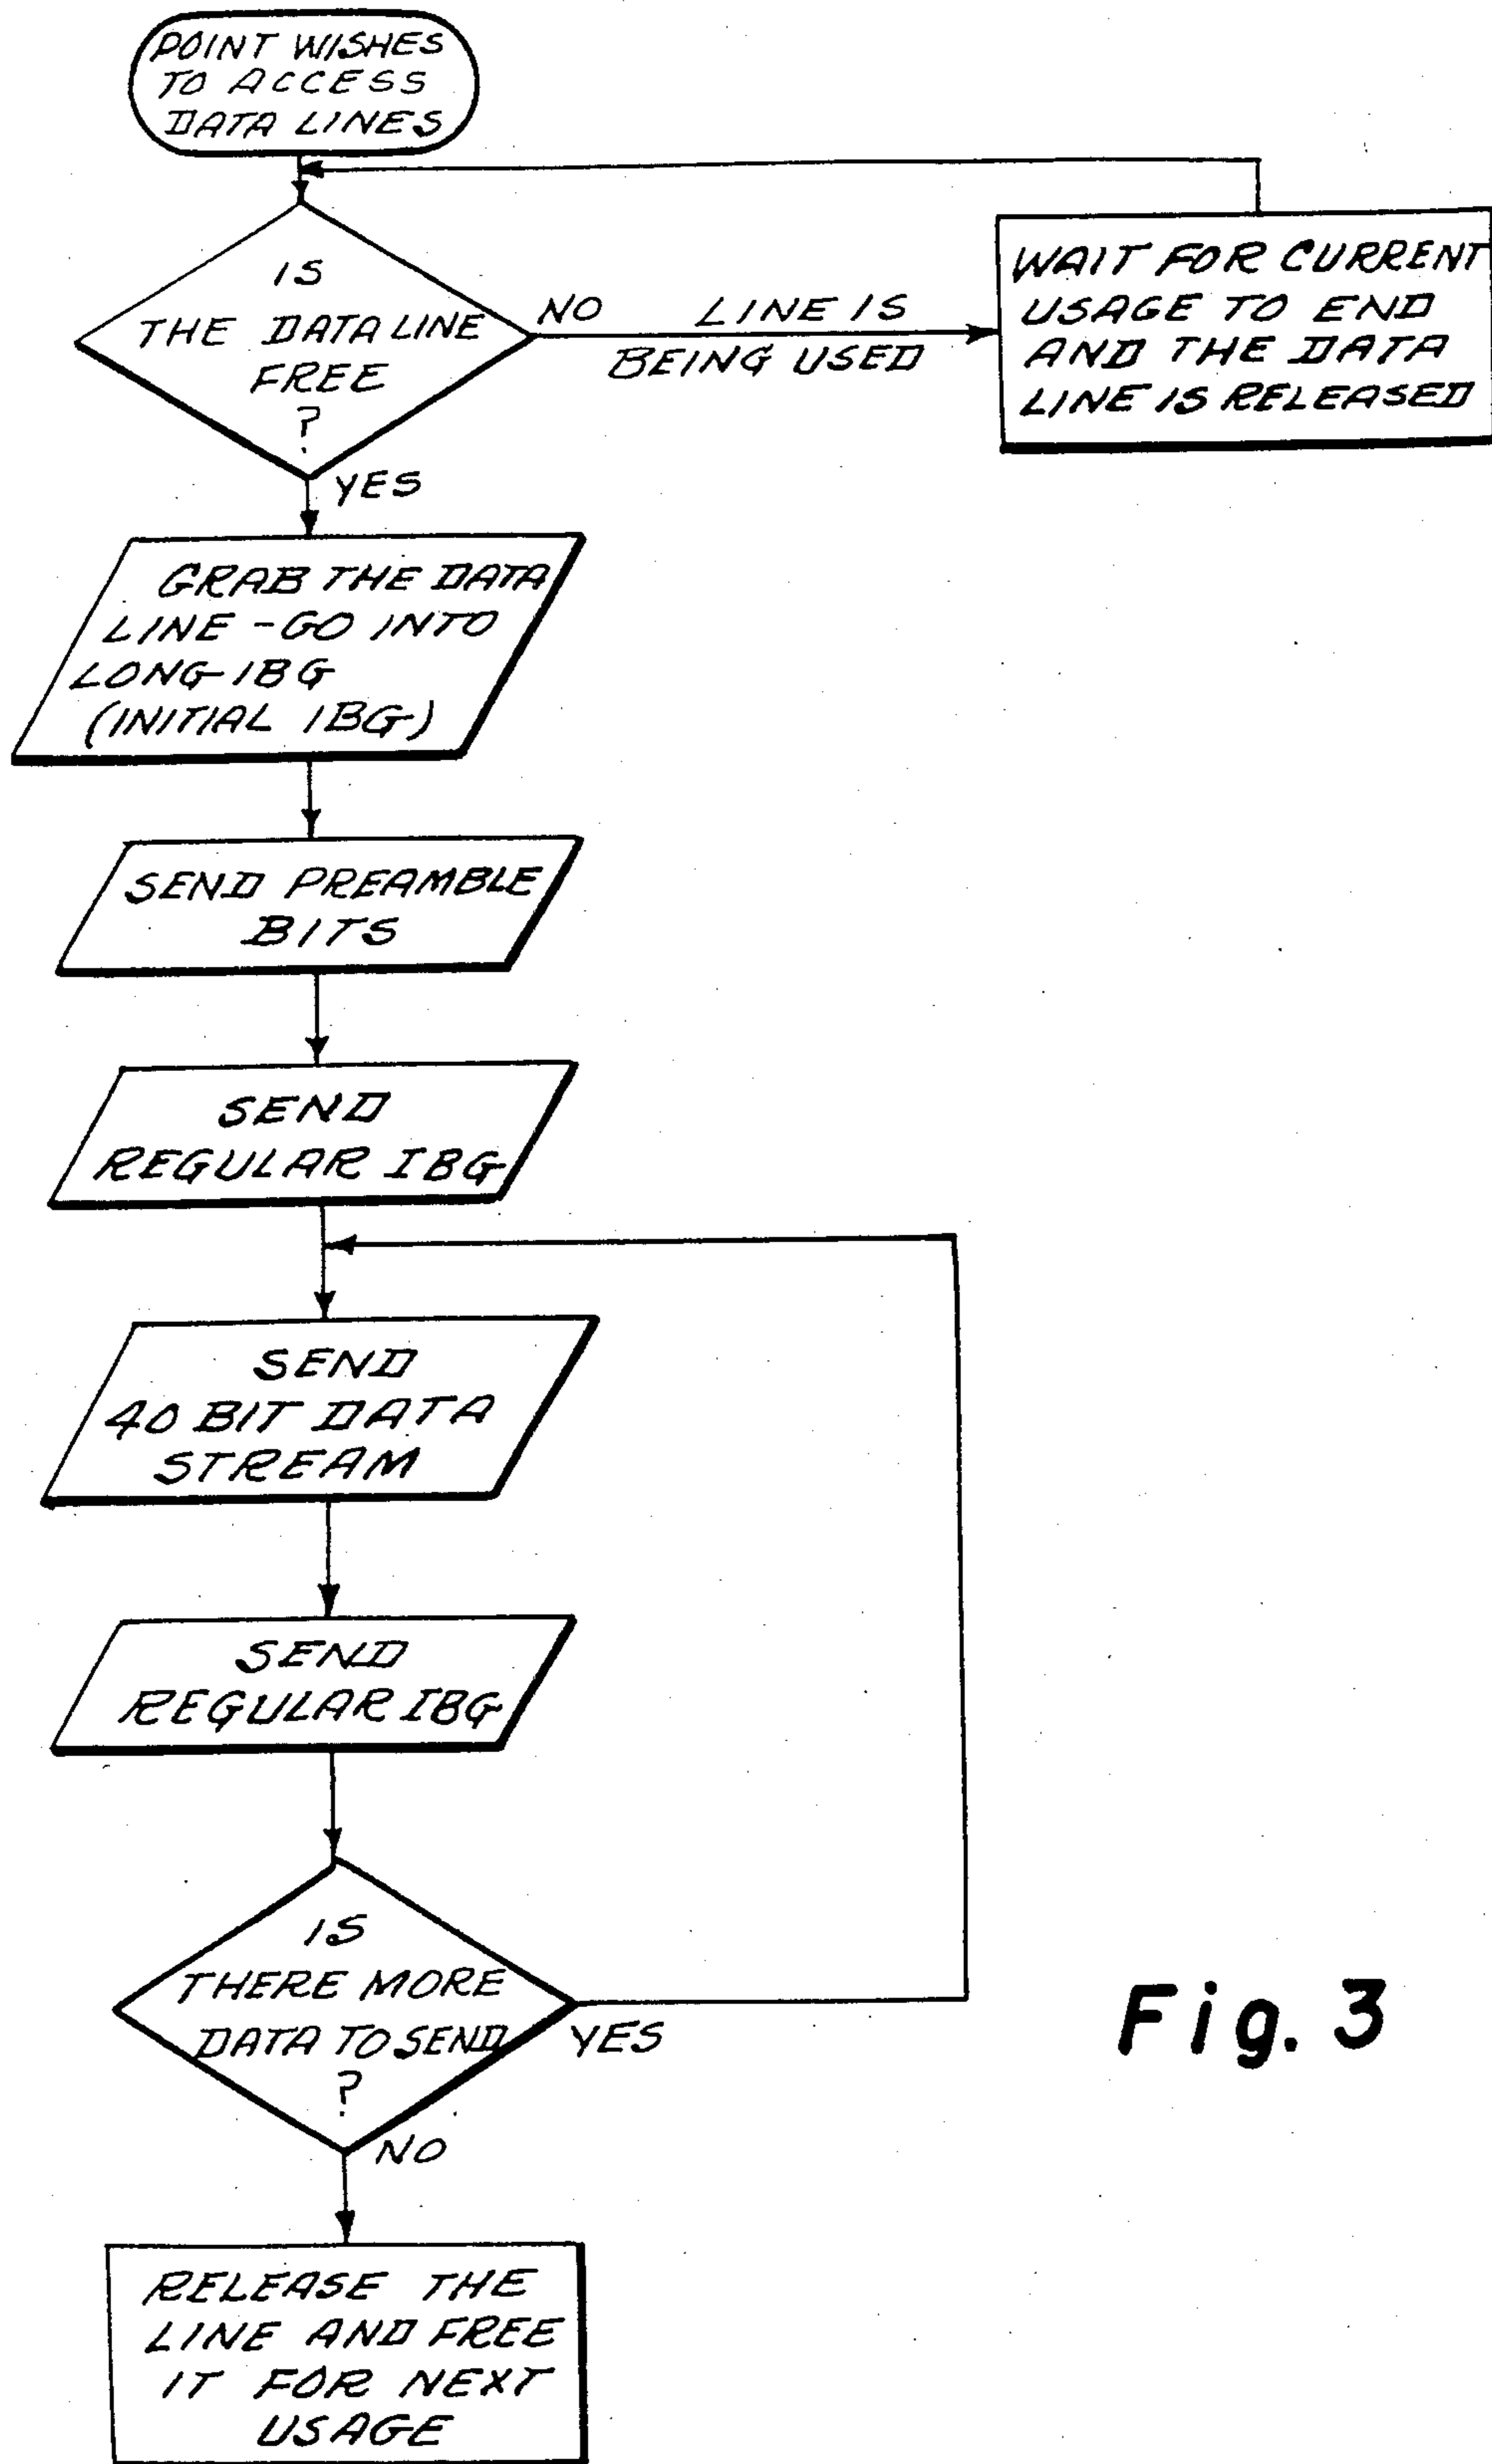 POINT WISHES
TO ACCESS
DATA LINES
IS
THE DATA LINE
FREE
?
NO LINE IS
BEING USED
WAIT FOR CURRENT
USAGE TO END
AND THE DATA
LINE IS RELEASED
YES
GRAB THE DATA
LINE - GO INTO
LONG IBG
(INITIAL IBG)
SEND PREAMBLE
BITS
SEND
REGULAR IBG
SEND
40 BIT DATA
STREAM
SEND
REGULAR IBG
IS
THERE MORE
DATA TO SEND
?
YES
NO
RELEASE THE
LINE AND FREE
IT FOR NEXT
USAGE
Fig. 3